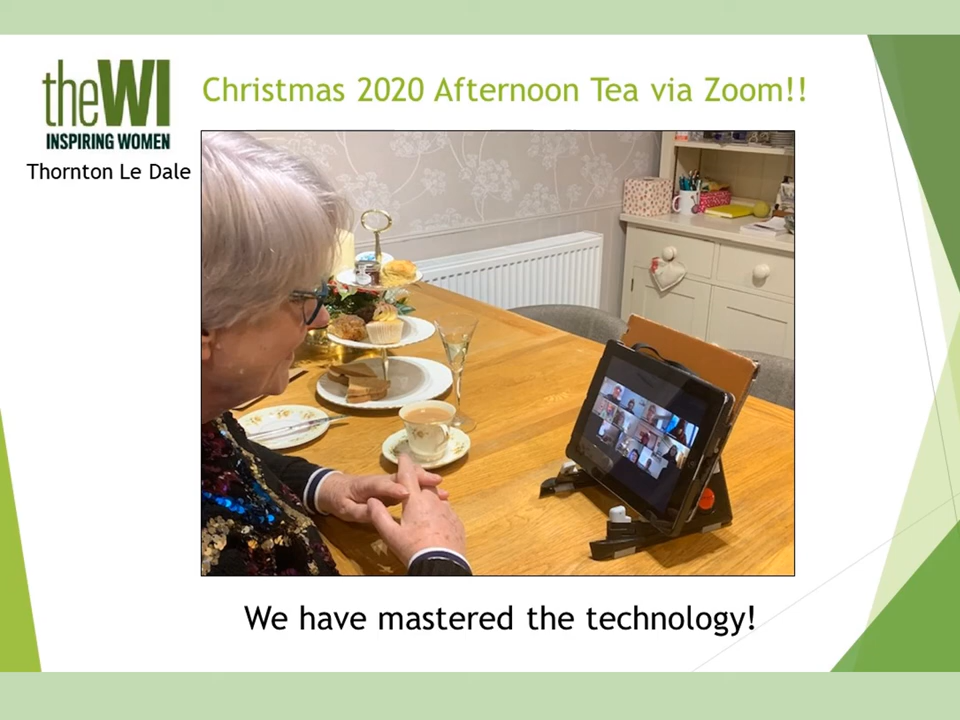 theWI
INSPIRING WOMEN
Thornton Le Dale
Christmas 2020 Afternoon Tea via Zoom!!
We have mastered the technology!